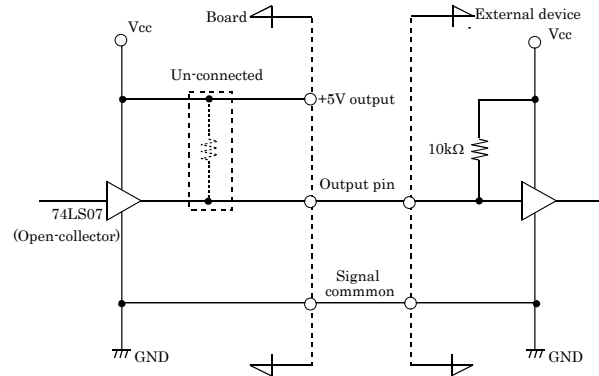 Board
External device
Vcc
Vcc
Un-connected
+5V output
10kΩ
Output pin
74LS07
(Open-collector)
Signal
commmon
GND
GND